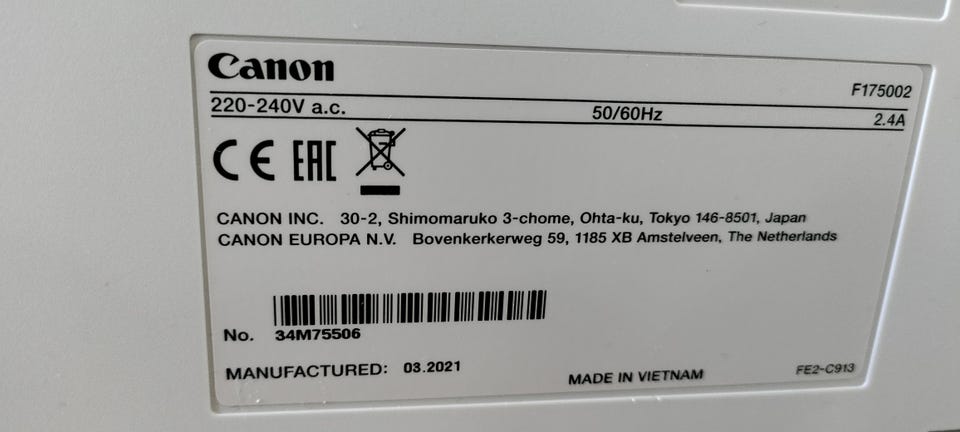 Canon
F175002
220-240V a.c. 50/60Hz 2.4A
CE EAC
CANON INC. 30-2, Shimomaruko 3-chome, Ohta-ku, Tokyo 146-8501, Japan
CANON EUROPA N.V. Bovenkerkerweg 59, 1185 XB Amstelveen, The Netherlands
No. 34M75506
MANUFACTURED: 03.2021 MADE IN VIETNAM FE2-C913